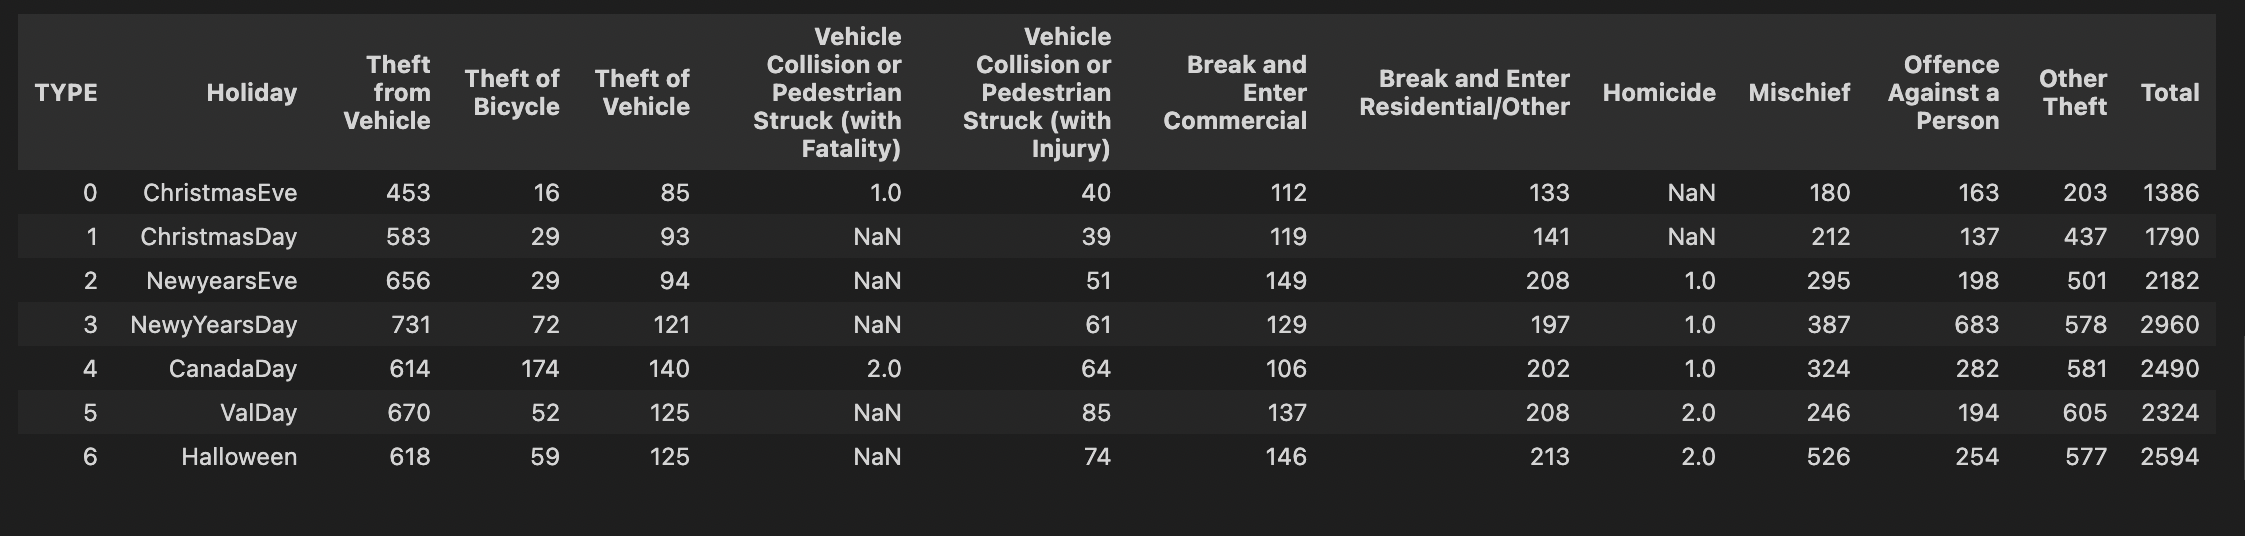 TYPE Holiday Theft from Vehicle Theft of Bicycle Theft of Vehicle Vehicle Collision or Pedestrian Struck (with Fatality) Vehicle Collision or Pedestrian Struck (with Injury) Break and Enter Commercial Break and Enter Residential/Other Homicide Mischief Offence Against a Person Other Theft Total
0 ChristmasEve 453 16 85 1.0 40 112 133 NaN 180 163 203 1386
1 ChristmasDay 583 29 93 NaN 39 119 141 NaN 212 137 437 1790
2 NewyearsEve 656 29 94 NaN 51 149 208 1.0 295 198 501 2182
3 NewyYearsDay 731 72 121 NaN 61 129 197 1.0 387 683 578 2960
4 CanadaDay 614 174 140 2.0 64 106 202 1.0 324 282 581 2490
5 ValDay 670 52 125 NaN 85 137 208 2.0 246 194 605 2324
6 Halloween 618 59 125 NaN 74 146 213 2.0 526 254 577 2594